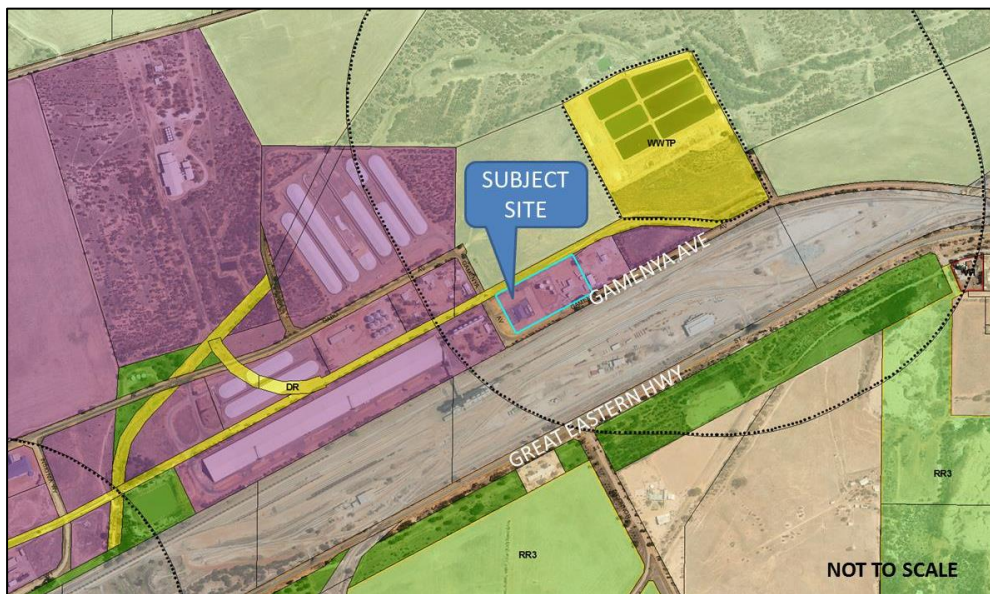 WWTP
SUBJECT
SITE
GAMENYA AVE
DR
GREAT EASTERN HWY
RR3
RR3
NOT TO SCALE